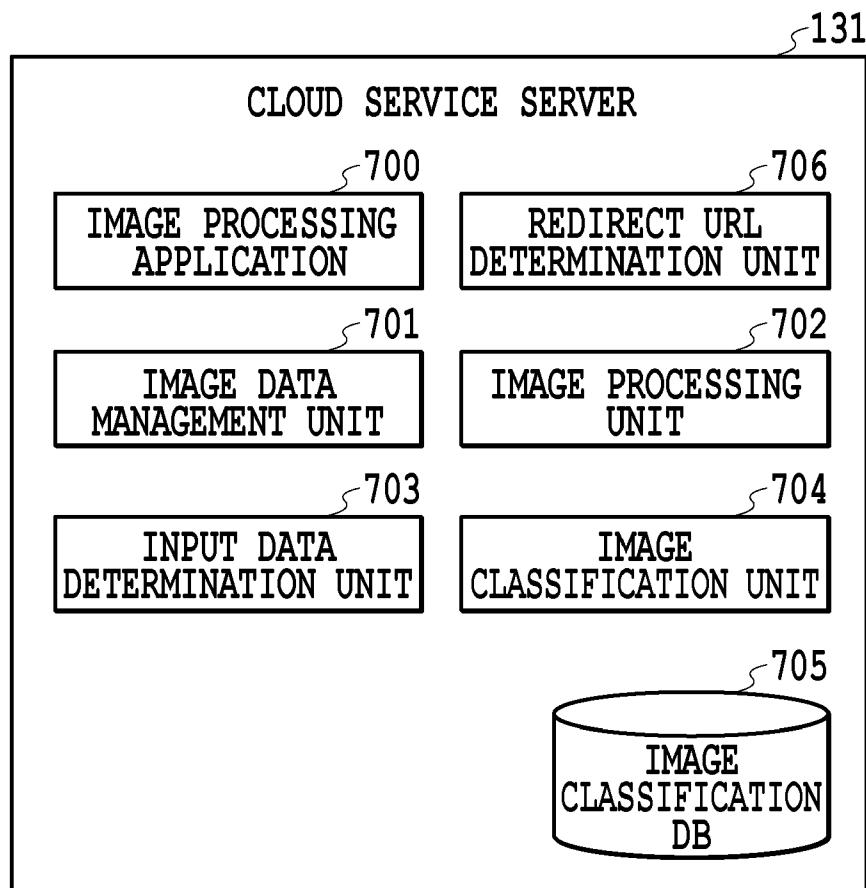 131
CLOUD SERVICE SERVER
700
IMAGE PROCESSING
APPLICATION
706
REDIRECT URL
DETERMINATION UNIT
701
IMAGE DATA
MANAGEMENT UNIT
702
IMAGE PROCESSING
UNIT
703
INPUT DATA
DETERMINATION UNIT
704
IMAGE
CLASSIFICATION UNIT
705
IMAGE
CLASSIFICATION
DB